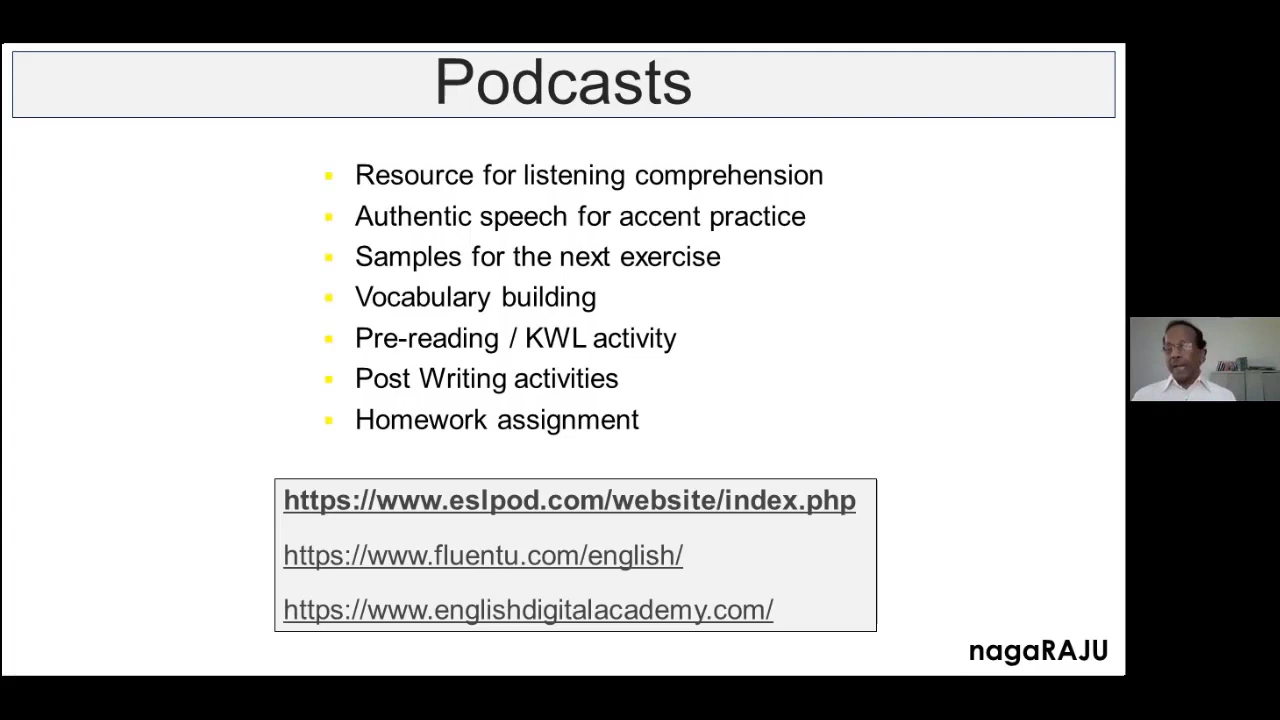 Podcasts
Resource for listening comprehension
Authentic speech for accent practice
Samples for the next exercise
Vocabulary building
Pre-reading / KWL activity
Post Writing activities
Homework assignment
https://www.eslpod.com/website/index.php
https://www.fluentu.com/english/
https://www.englishdigitalacademy.com/
nagaRAJU